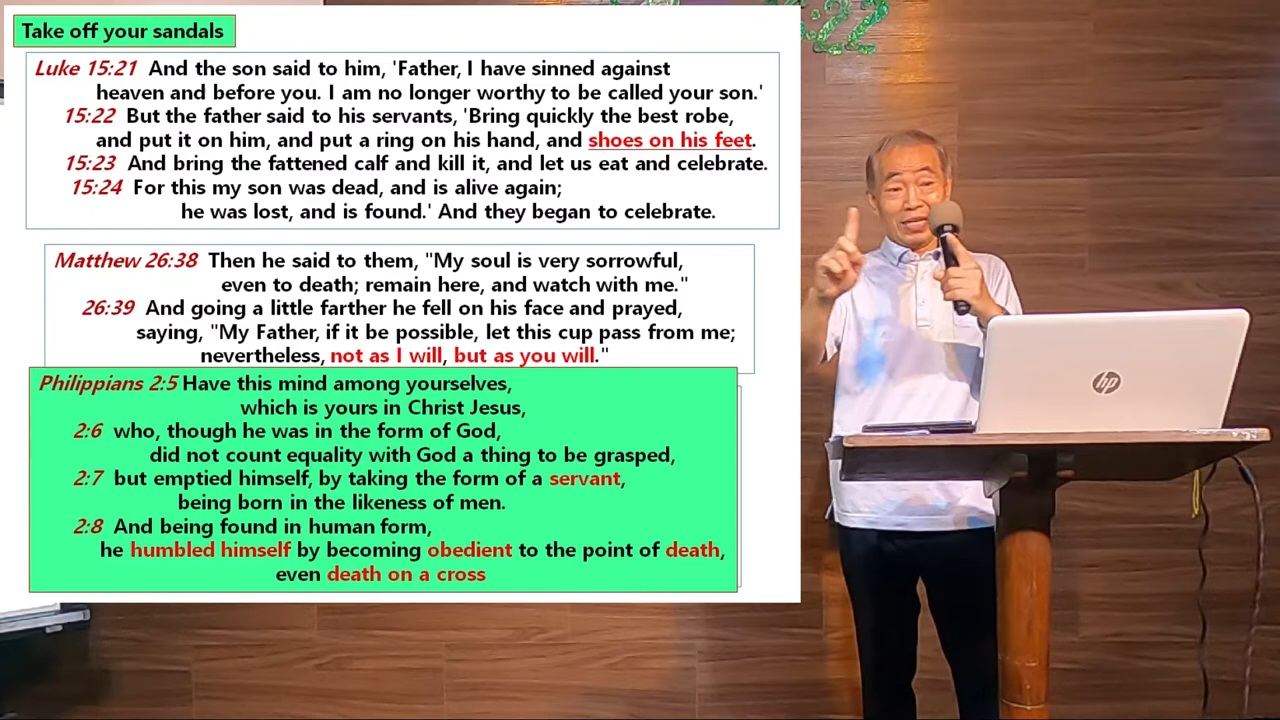 Take off your sandals
Luke 15:21 And the son said to him, 'Father, I have sinned against
heaven and before you. I am no longer worthy to be called your son.'
15:22 But the father said to his servants, 'Bring quickly the best robe,
and put it on him, and put a ring on his hand, and shoes on his feet.
15:23 And bring the fattened calf and kill it, and let us eat and celebrate.
15:24 For this my son was dead, and is alive again;
he was lost, and is found.' And they began to celebrate.
Matthew 26:38 Then he said to them, "My soul is very sorrowful,
even to death; remain here, and watch with me."
26:39 And going a little farther he fell on his face and prayed,
saying, "My Father, if it be possible, let this cup pass from me;
nevertheless, not as I will, but as you will."
Philippians 2:5 Have this mind among yourselves,
which is yours in Christ Jesus,
2:6 who, though he was in the form of God,
did not count equality with God a thing to be grasped,
2:7 but emptied himself, by taking the form of a servant,
being born in the likeness of men.
2:8 And being found in human form,
he humbled himself by becoming obedient to the point of death,
even death on a cross
hp